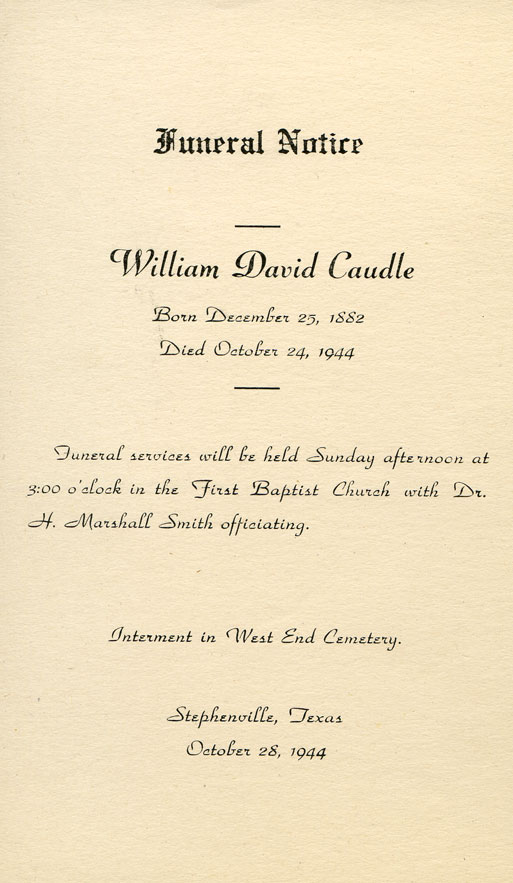 Funeral Notice
William David Caudle
Born December 25, 1882
Died October 24, 1944
Funeral services will be held Sunday afternoon at
3:00 o'clock in the First Baptist Church with Dr.
H. Marshall Smith officiating.
Interment in West End Cemetery.
Stephenville, Texas
October 28, 1944